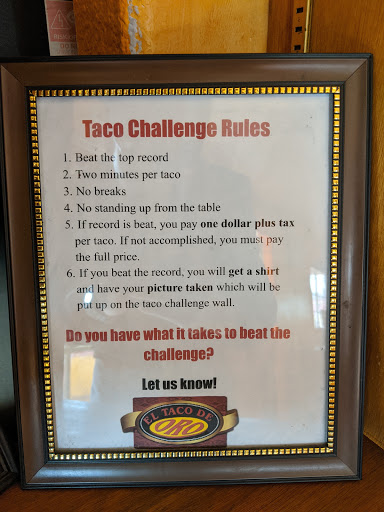 Taco Challenge Rules
1. Beat the top record
2. Two minutes per taco
3. No breaks
4. No standing up from the table
5. If record is beat, you pay one dollar plus tax
per taco. If not accomplished, you must pay
the full price.
6. If you beat the record, you will get a shirt
and have your picture taken which will be
put up on the taco challenge wall.
Do you have what it takes to beat the
challenge?
Let us know!
EL TACO DE
ORO